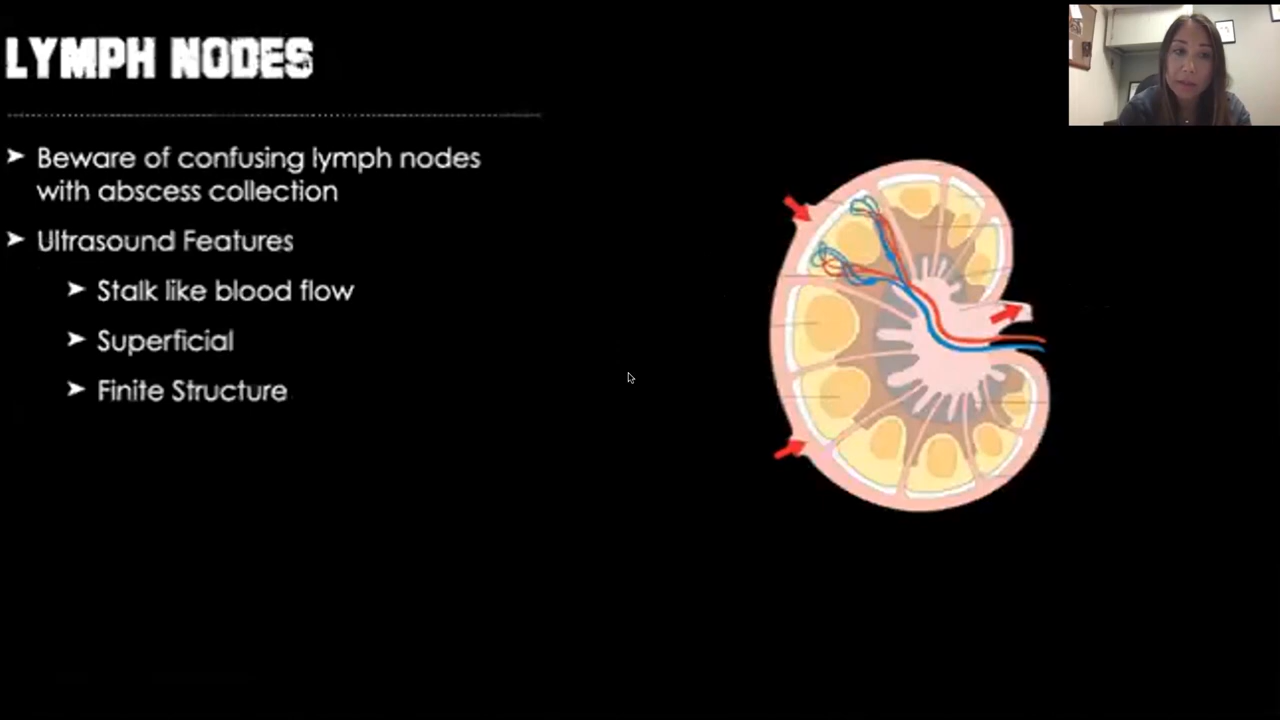 LYMPH NODES
➤ Beware of confusing lymph nodes
with abscess collection
➤ Ultrasound Features
➤ Stalk like blood flow
➤ Superficial
➤ Finite Structure